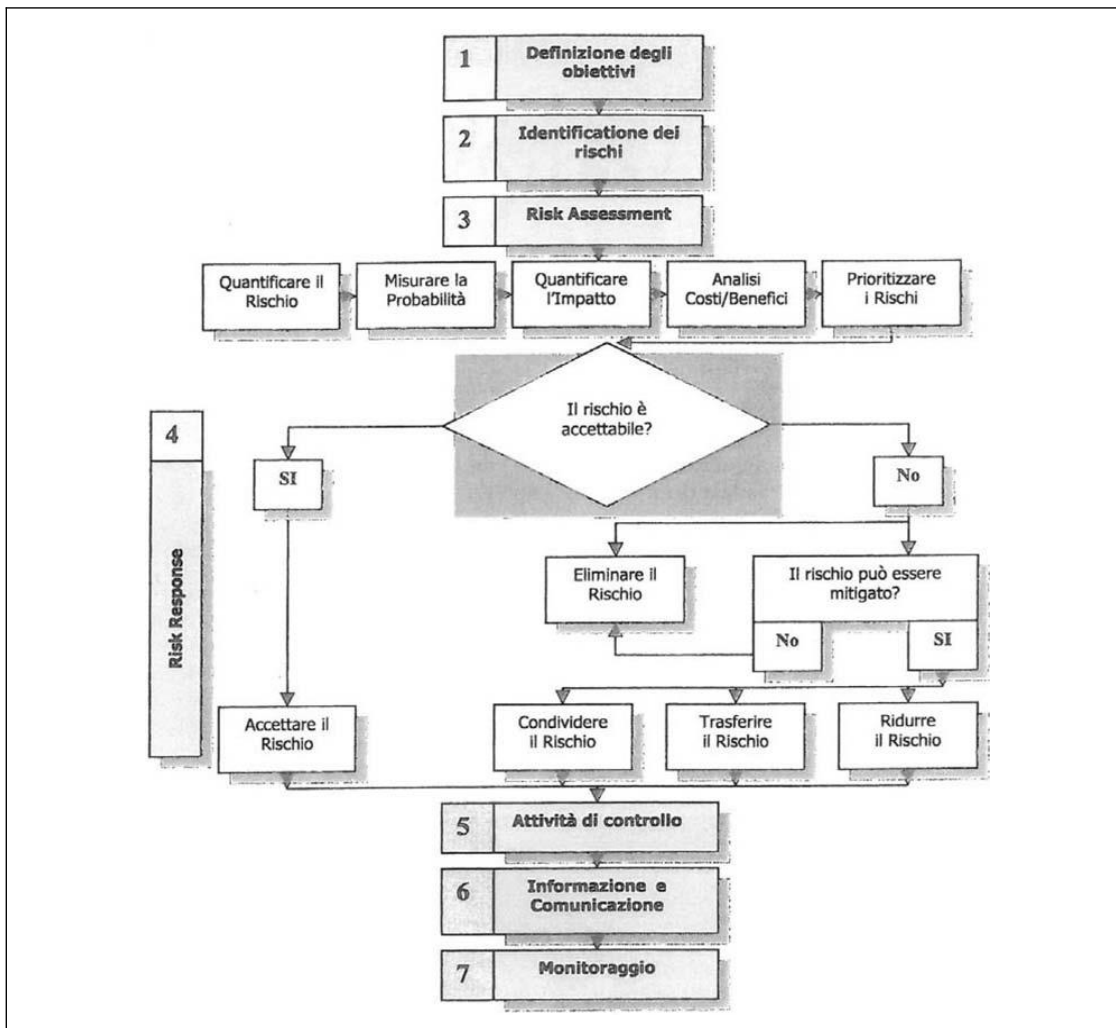 1
Definizione degli
obiettivi
2
Identificatione dei
rischi
3
Risk Assessment
Quantificare il
Rischio
Misurare la
Probabilità
Quantificare
l'Impatto
Analisi
Costi/Benefici
Prioritizzare
i Rischi
Il rischio è
accettabile?
4
Risk Response
SI
No
Eliminare il
Rischio
Il rischio può essere
mitigato?
No
SI
Accettare il
Rischio
Condividere
il Rischio
Trasferire
il Rischio
Ridurre
il Rischio
5
Attività di controllo
6
Informazione e
Comunicazione
7
Monitoraggio